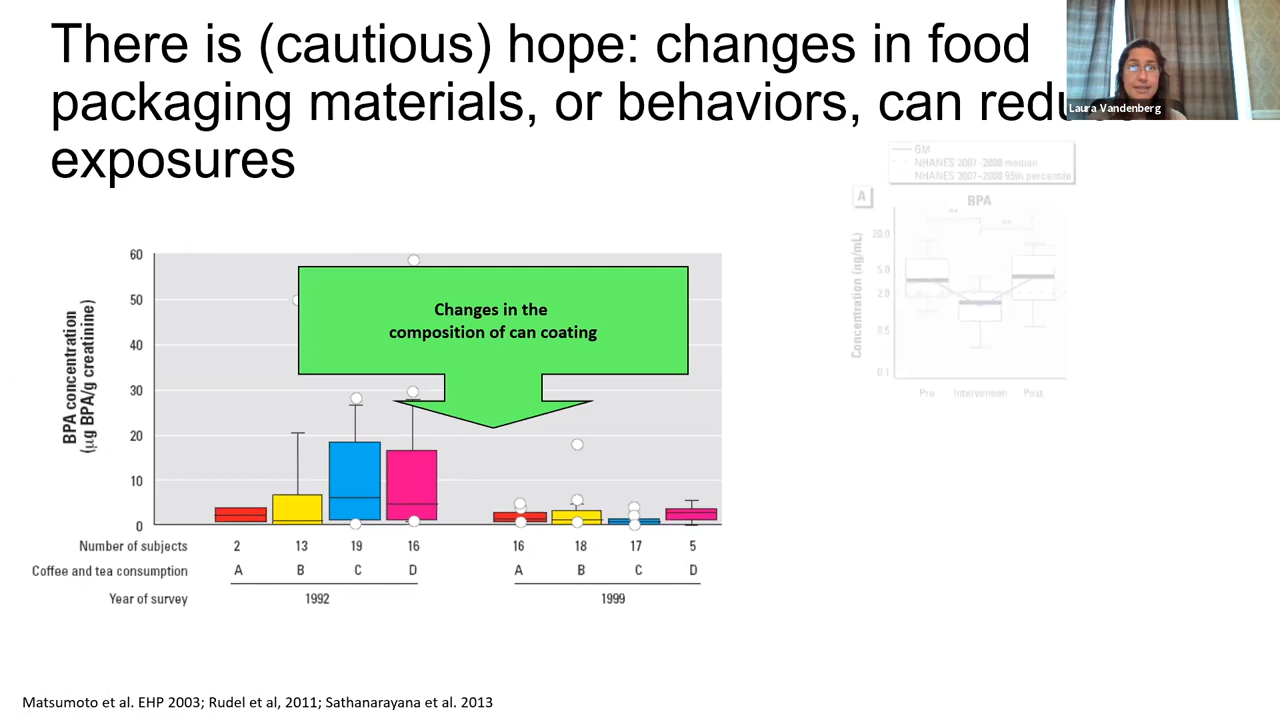 There is (cautious) hope: changes in food
packaging materials, or behaviors, can reduce
exposures
Laura Vandenberg
GM
NHANES 2007-2008 median
NHANES 2007-2008 95th percentile
A
BPA
**
**
Concentration (ng/mL)
20.0
5.0
2.0
0.5
0.1
Pre Intervention Post
BPA concentration
(µg BPA/g creatinine)
60
50
40
30
20
10
0
Changes in the
composition of can coating
Number of subjects 2 13 19 16 16 18 17 5
Coffee and tea consumption A B C D A B C D
Year of survey 1992 1999
Matsumoto et al. EHP 2003; Rudel et al, 2011; Sathanarayana et al. 2013